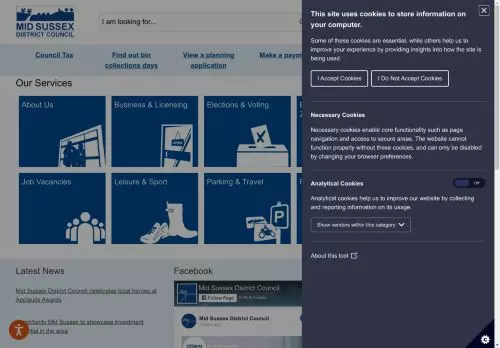 MID SUSSEX
DISTRICT COUNCIL
I am looking for...
Council Tax
Find out bin
collections days
View a planning
application
Make a paym
Our Services
About Us
Business & Licensing
Elections & Voting
Job Vacancies
Leisure & Sport
Parking & Travel
Latest News
Mid Sussex District Council celebrates local heroes at
Applauds Awards
opportunity Mid Sussex to showcase investment
potential in the area
Facebook
Mid Sussex District Council
Follow Page
Mid Sussex District Council
This site uses cookies to store information on
your computer.
Some of these cookies are essential, while others help us to
improve your experience by providing insights into how the site is
being used.
I Accept Cookies
I Do Not Accept Cookies
Necessary Cookies
Necessary cookies enable core functionality such as page
navigation and access to secure areas. The website cannot
function properly without these cookies, and can only be disabled
by changing your browser preferences.
Analytical Cookies
Off
Analytical cookies help us to improve our website by collecting
and reporting information on its usage.
Show vendors within this category
About this tool